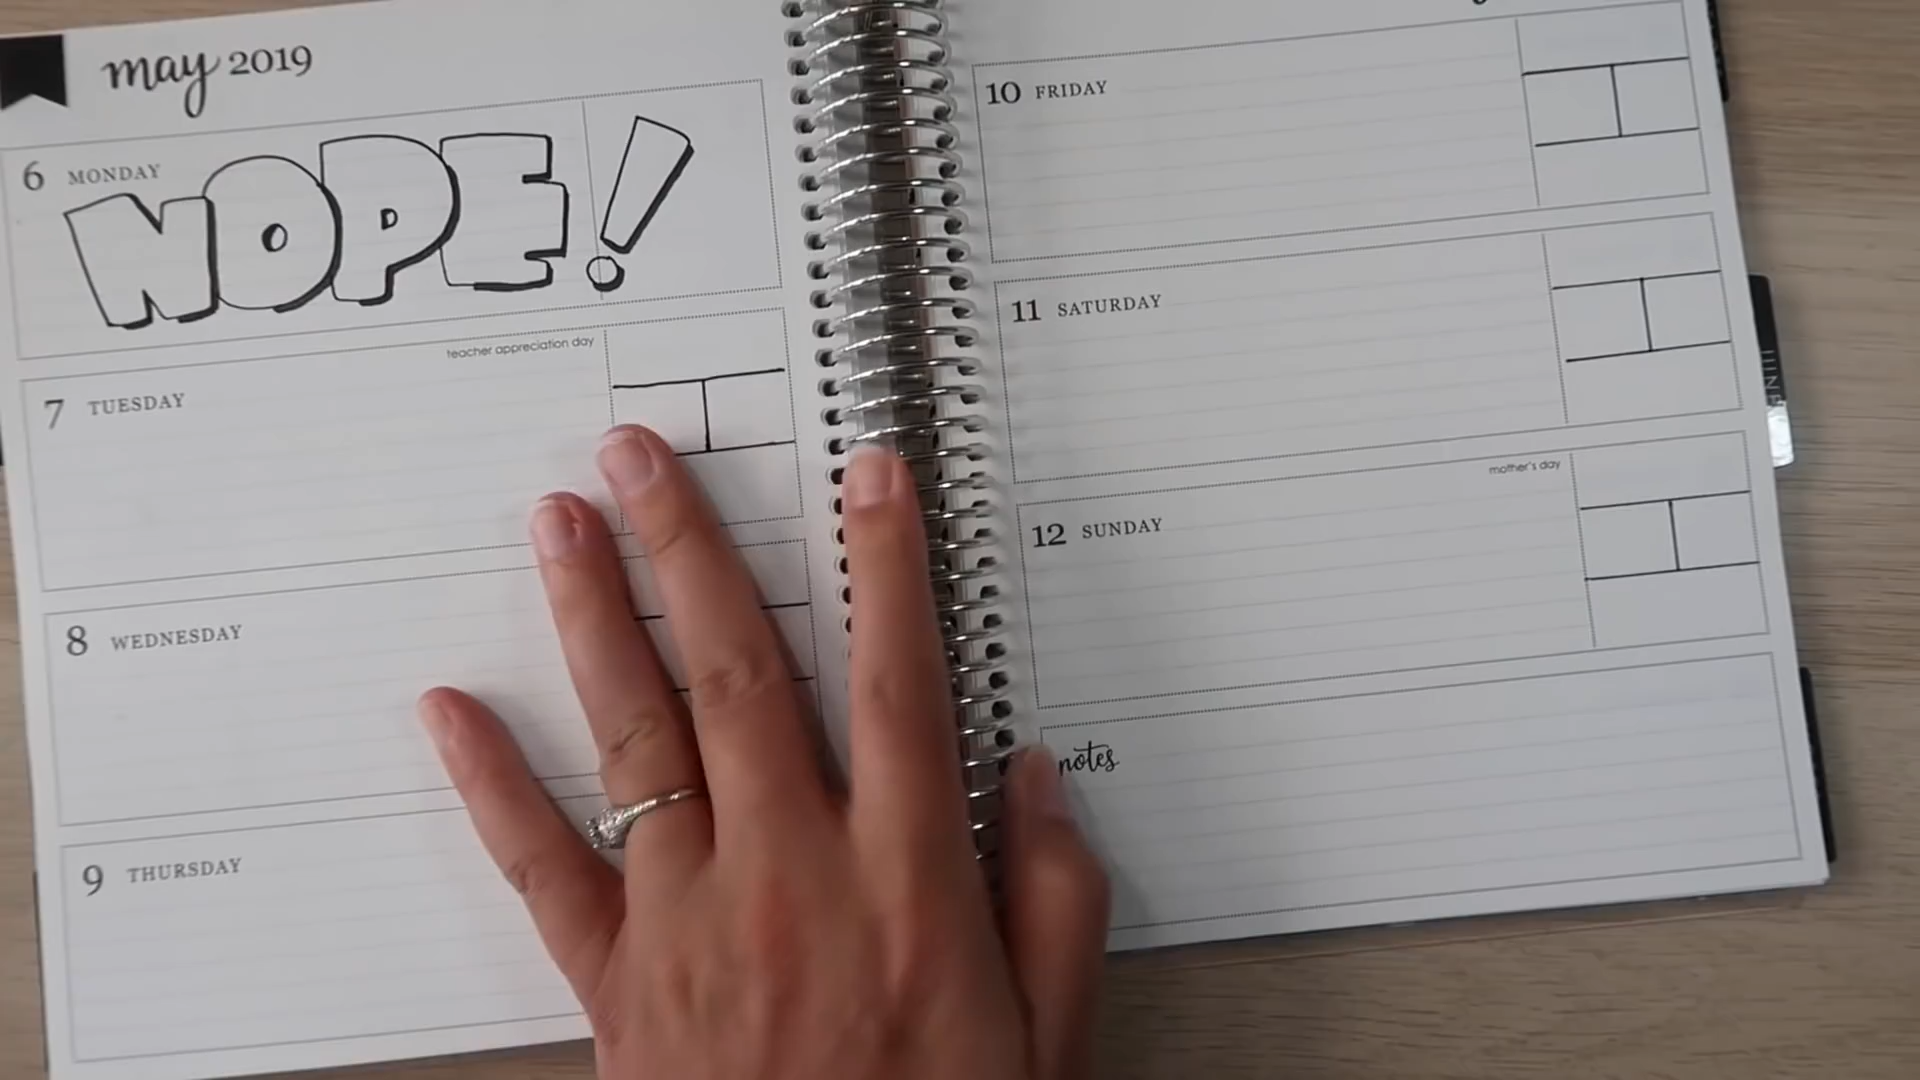 may 2019
6 MONDAY
NOPE!
teacher appreciation day
7 TUESDAY
8 WEDNESDAY
9 THURSDAY
10 FRIDAY
11 SATURDAY
mother's day
12 SUNDAY
notes